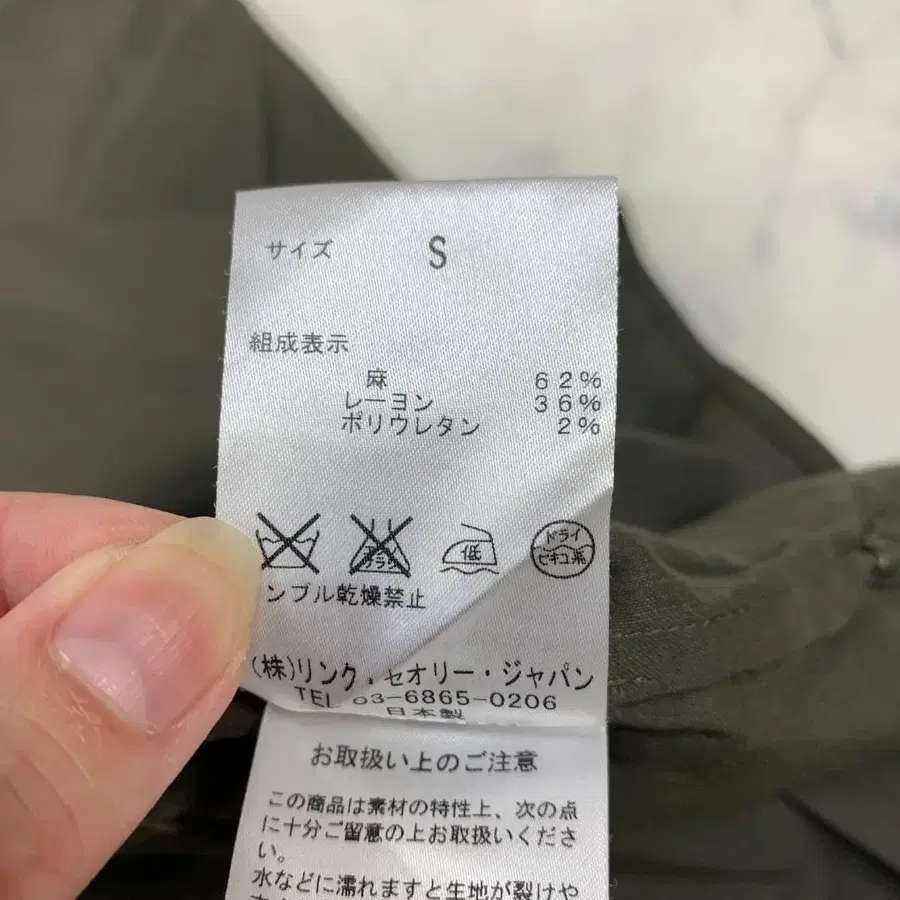 サイズ S
組成表示
麻 62%
レーヨン 36%
ポリウレタン 2%
低
ドライ
セキユ系
ンブル乾燥禁止
(株)リンク・セオリー・ジャパン
TEL 03-6865-0206
日本製
お取扱い上のご注意
この商品は素材の特性上、次の点
に十分ご留意の上お取扱いくださ
い。
水などに濡れますと生地が裂けや